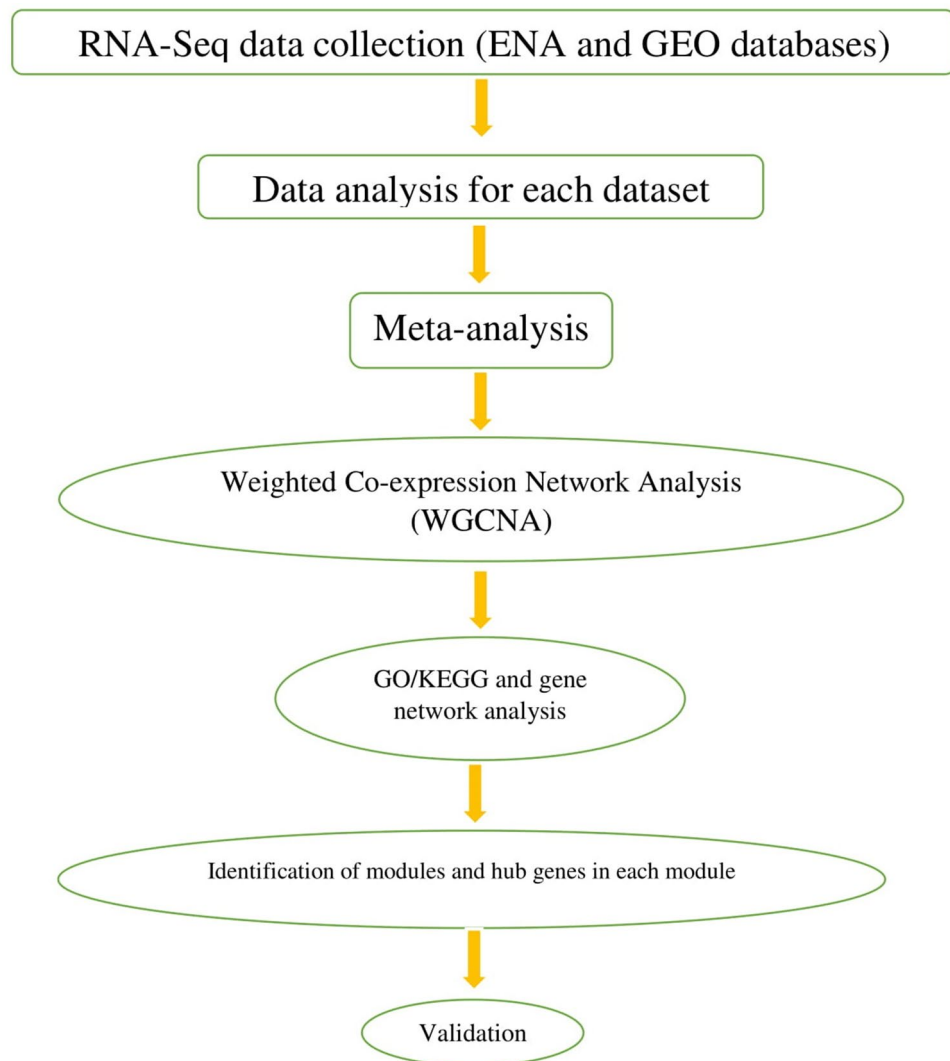 RNA-Seq data collection (ENA and GEO databases)
Data analysis for each dataset
Meta-analysis
Weighted Co-expression Network Analysis
(WGCNA)
GO/KEGG and gene
network analysis
Identification of modules and hub genes in each module
Validation